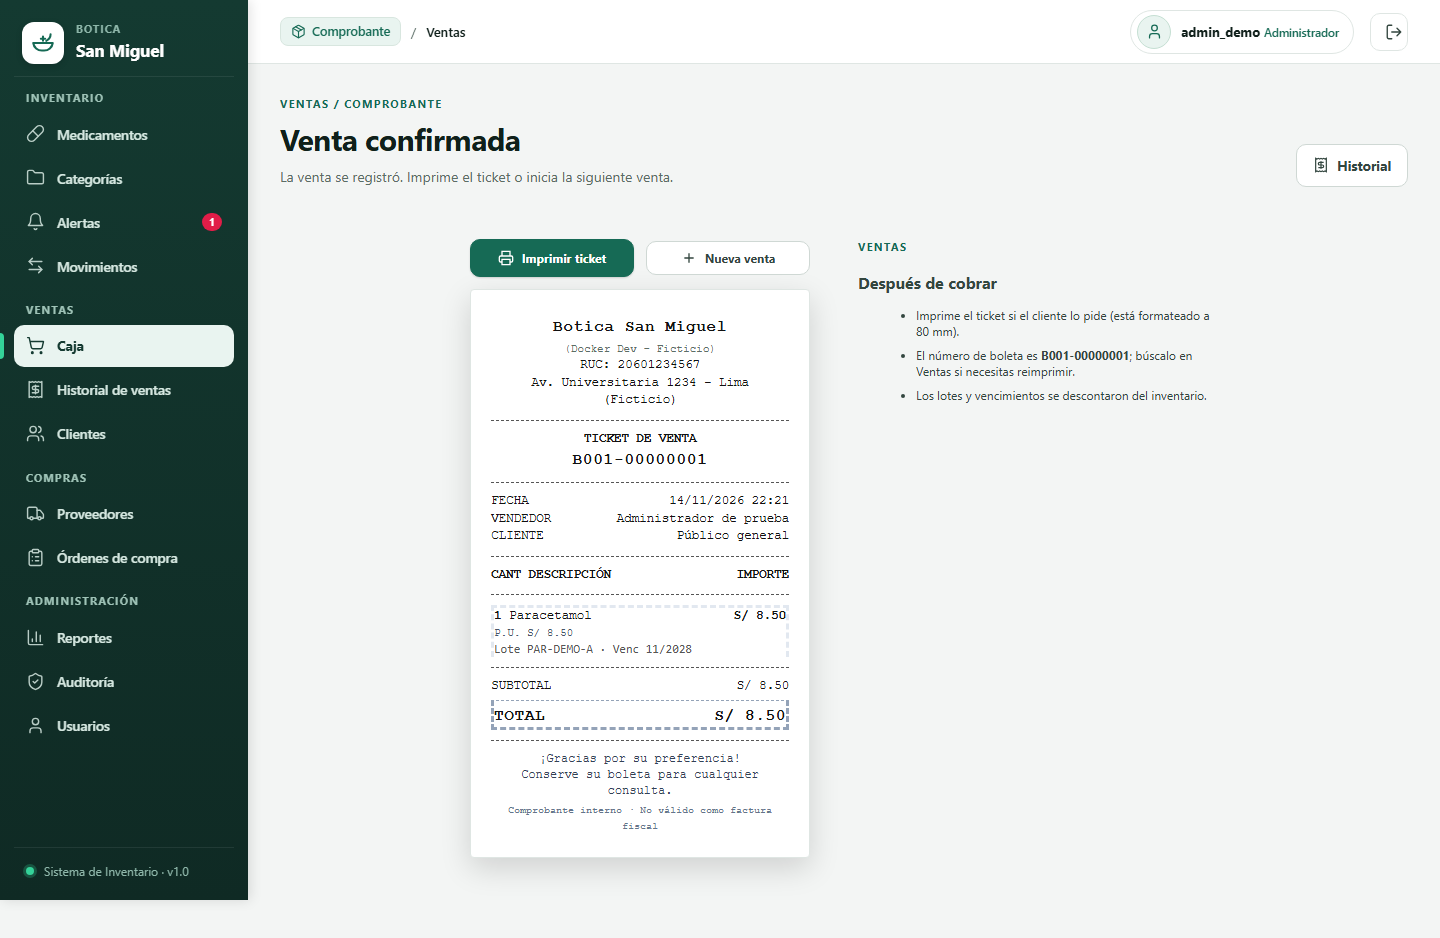 BOTICA
San Miguel
INVENTARIO
Medicamentos
Categorías
Alertas 1
Movimientos
VENTAS
Caja
Historial de ventas
Clientes
COMPRAS
Proveedores
Órdenes de compra
ADMINISTRACIÓN
Reportes
Auditoría
Usuarios
Sistema de Inventario · v1.0
Comprobante / Ventas
admin_demo Administrador
VENTAS / COMPROBANTE
Venta confirmada
La venta se registró. Imprime el ticket o inicia la siguiente venta.
Historial
Imprimir ticket
Nueva venta
Botica San Miguel
(Docker Dev - Ficticio)
RUC: 20601234567
Av. Universitaria 1234 - Lima
(Ficticio)
TICKET DE VENTA
B001-00000001
FECHA 14/11/2026 22:21
VENDEDOR Administrador de prueba
CLIENTE Público general
CANT DESCRIPCIÓN IMPORTE
1 Paracetamol S/ 8.50
P.U. S/ 8.50
Lote PAR-DEMO-A · Venc 11/2028
SUBTOTAL S/ 8.50
TOTAL S/ 8.50
¡Gracias por su preferencia!
Conserve su boleta para cualquier
consulta.
Comprobante interno · No válido como factura
fiscal
VENTAS
Después de cobrar
• Imprime el ticket si el cliente lo pide (está formateado a
80 mm).
• El número de boleta es B001-00000001; búscalo en
Ventas si necesitas reimprimir.
• Los lotes y vencimientos se descontaron del inventario.